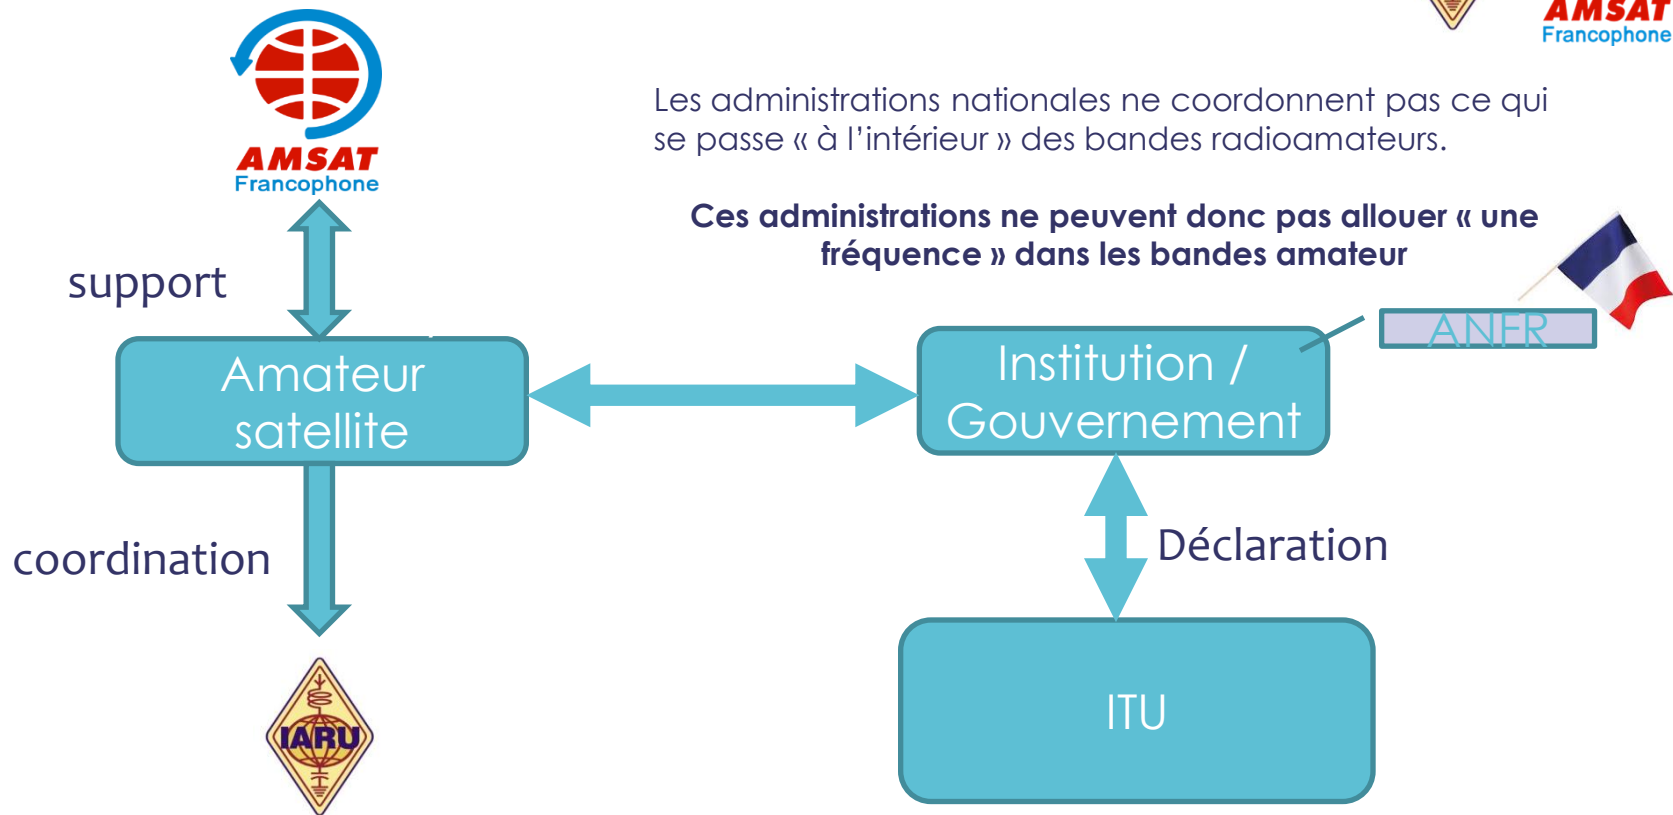 AMSAT
Francophone
AMSAT
Francophone
Les administrations nationales ne coordonnent pas ce qui
se passe « à l’intérieur » des bandes radioamateurs.
Ces administrations ne peuvent donc pas allouer « une
fréquence » dans les bandes amateur
support
ANFR
Amateur
satellite
Institution /
Gouvernement
coordination
Déclaration
IARU
ITU